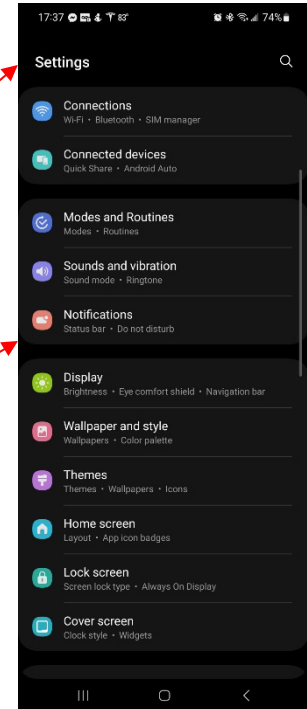 17:37 83° 74%
Settings
Connections
Wi-Fi • Bluetooth • SIM manager
Connected devices
Quick Share • Android Auto
Modes and Routines
Modes • Routines
Sounds and vibration
Sound mode • Ringtone
Notifications
Status bar • Do not disturb
Display
Brightness • Eye comfort shield • Navigation bar
Wallpaper and style
Wallpapers • Color palette
Themes
Themes • Wallpapers • Icons
Home screen
Layout • App icon badges
Lock screen
Screen lock type • Always On Display
Cover screen
Clock style • Widgets